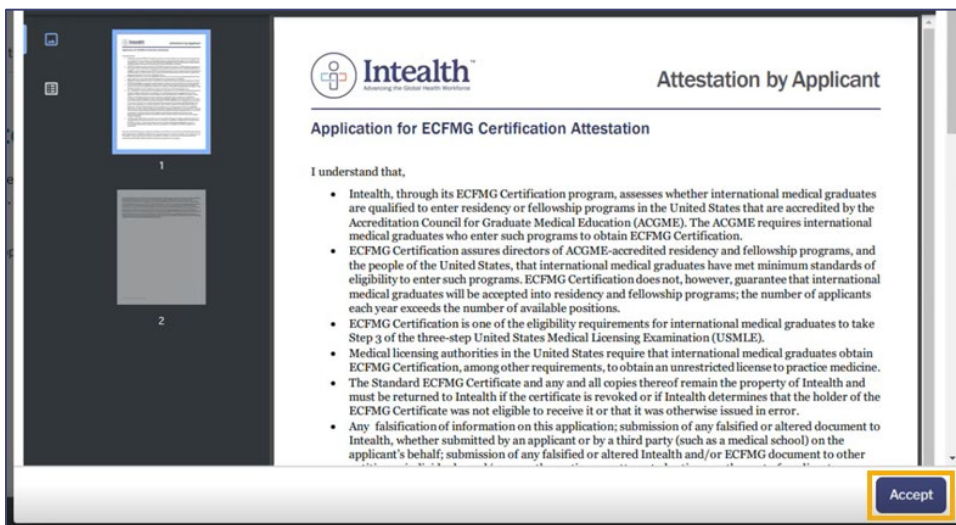 Intealth™
Advancing the Global Health Workforce
Attestation by Applicant
Application for ECFMG Certification Attestation
I understand that,
• Intealth, through its ECFMG Certification program, assesses whether international medical graduates
are qualified to enter residency or fellowship programs in the United States that are accredited by the
Accreditation Council for Graduate Medical Education (ACGME). The ACGME requires international
medical graduates who enter such programs to obtain ECFMG Certification.
• ECFMG Certification assures directors of ACGME-accredited residency and fellowship programs, and
the people of the United States, that international medical graduates have met minimum standards of
eligibility to enter such programs. ECFMG Certification does not, however, guarantee that international
medical graduates will be accepted into residency and fellowship programs; the number of applicants
each year exceeds the number of available positions.
• ECFMG Certification is one of the eligibility requirements for international medical graduates to take
Step 3 of the three-step United States Medical Licensing Examination (USMLE).
• Medical licensing authorities in the United States require that international medical graduates obtain
ECFMG Certification, among other requirements, to obtain an unrestricted license to practice medicine.
• The Standard ECFMG Certificate and any and all copies thereof remain the property of Intealth and
must be returned to Intealth if the certificate is revoked or if Intealth determines that the holder of the
ECFMG Certificate was not eligible to receive it or that it was otherwise issued in error.
• Any falsification of information on this application; submission of any falsified or altered document to
Intealth, whether submitted by an applicant or by a third party (such as a medical school) on the
applicant's behalf; submission of any falsified or altered Intealth and/or ECFMG document to other
1
2
Accept